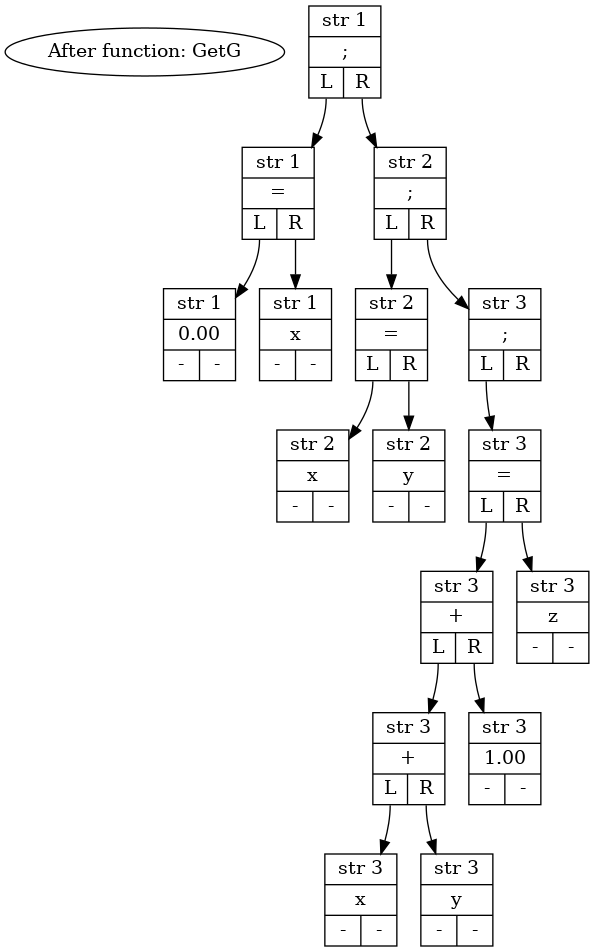 After function: GetG
str 1
;
L R
str 1
=
L R
str 2
;
L R
str 1
0.00
- -
str 1
x
- -
str 2
=
L R
str 3
;
L R
str 2
x
- -
str 2
y
- -
str 3
=
L R
str 3
+
L R
str 3
z
- -
str 3
+
L R
str 3
1.00
- -
str 3
x
- -
str 3
y
- -